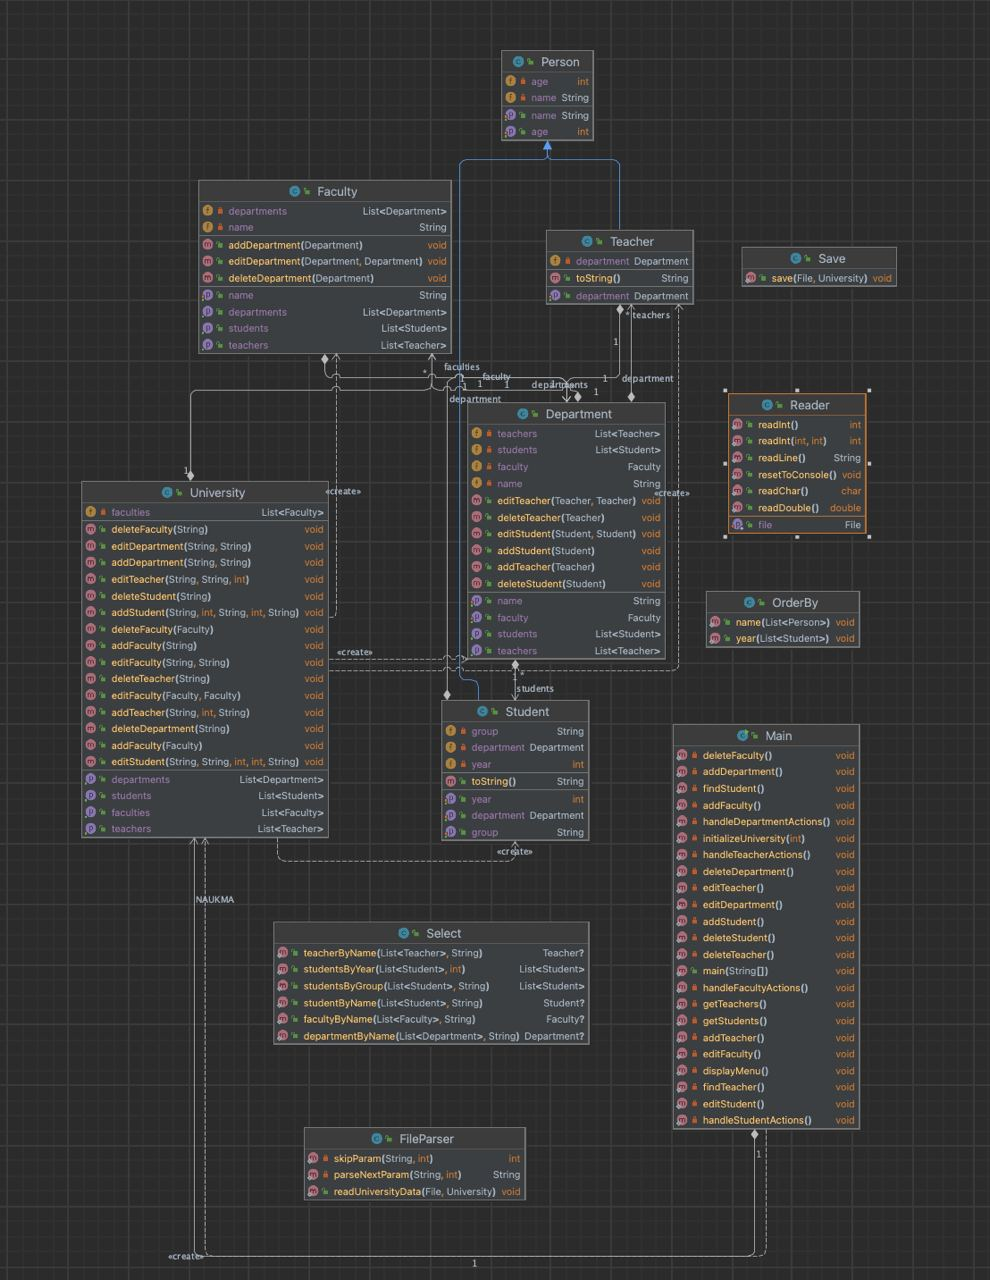 Person
age int
name String
name String
age int
Faculty
departments List<Department>
name String
addDepartment(Department) void
editDepartment(Department, Department) void
deleteDepartment(Department) void
name String
departments List<Department>
students List<Student>
teachers List<Teacher>
Teacher
department Department
toString() String
department Department
Save
save(File, University) void
* teachers
1
department
1
faculties
*
faculty
1
1
1
departments
1
1
department
Department
teachers List<Teacher>
students List<Student>
faculty Faculty
name String
editTeacher(Teacher, Teacher) void
deleteTeacher(Teacher) void
editStudent(Student, Student) void
addStudent(Student) void
addTeacher(Teacher) void
deleteStudent(Student) void
name String
faculty Faculty
students List<Student>
teachers List<Teacher>
Reader
readInt() int
readInt(int, int) int
readLine() String
resetToConsole() void
readChar() char
readDouble() double
file File
1
University
faculties List<Faculty>
deleteFaculty(String) void
editDepartment(String, String) void
addDepartment(String, String) void
editTeacher(String, String, int) void
deleteStudent(String) void
addStudent(String, int, String, int, String) void
deleteFaculty(Faculty) void
addFaculty(String) void
editFaculty(String, String) void
deleteTeacher(String) void
editFaculty(Faculty, Faculty) void
addTeacher(String, int, String) void
deleteDepartment(String) void
addFaculty(Faculty) void
editStudent(String, String, int, int, String) void
departments List<Department>
students List<Student>
faculties List<Faculty>
teachers List<Teacher>
«create»
«create»
«create»
OrderBy
name(List<Person>) void
year(List<Student>) void
1
*
students
Student
group String
department Department
year int
toString() String
year int
department Department
group String
«create»
Main
deleteFaculty() void
addDepartment() void
findStudent() void
addFaculty() void
handleDepartmentActions() void
initializeUniversity(int) void
handleTeacherActions() void
deleteDepartment() void
editTeacher() void
editDepartment() void
addStudent() void
deleteStudent() void
deleteTeacher() void
main(String[]) void
handleFacultyActions() void
getTeachers() void
getStudents() void
addTeacher() void
editFaculty() void
displayMenu() void
findTeacher() void
editStudent() void
handleStudentActions() void
NAUKMA
Select
teacherByName(List<Teacher>, String) Teacher?
studentsByYear(List<Student>, int) List<Student>
studentsByGroup(List<Student>, String) List<Student>
studentByName(List<Student>, String) Student?
facultyByName(List<Faculty>, String) Faculty?
departmentByName(List<Department>, String) Department?
FileParser
skipParam(String, int) int
parseNextParam(String, int) String
readUniversityData(File, University) void
1
«create»
1